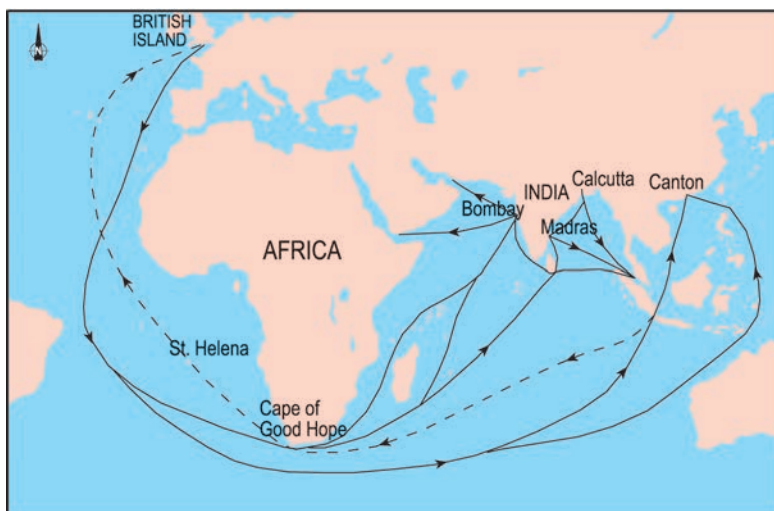 BRITISH
ISLAND
N
INDIA
Calcutta
Canton
Bombay
Madras
AFRICA
St. Helena
Cape of
Good Hope